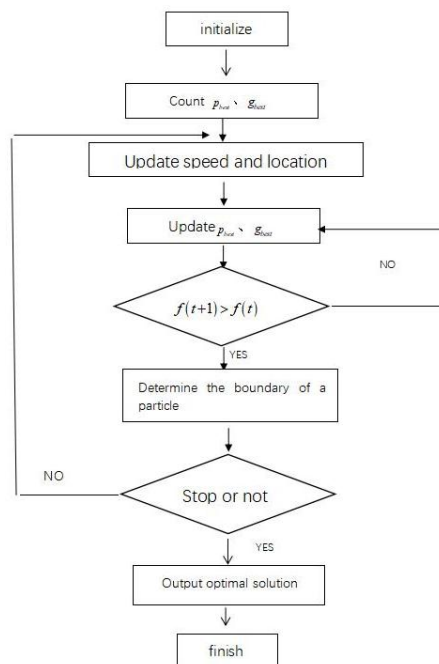 initialize
Count p_best、 g_best
Update speed and location
Update p_best、 g_best
NO
f(t+1)>f(t)
YES
Determine the boundary of a
particle
NO
Stop or not
YES
Output optimal solution
finish